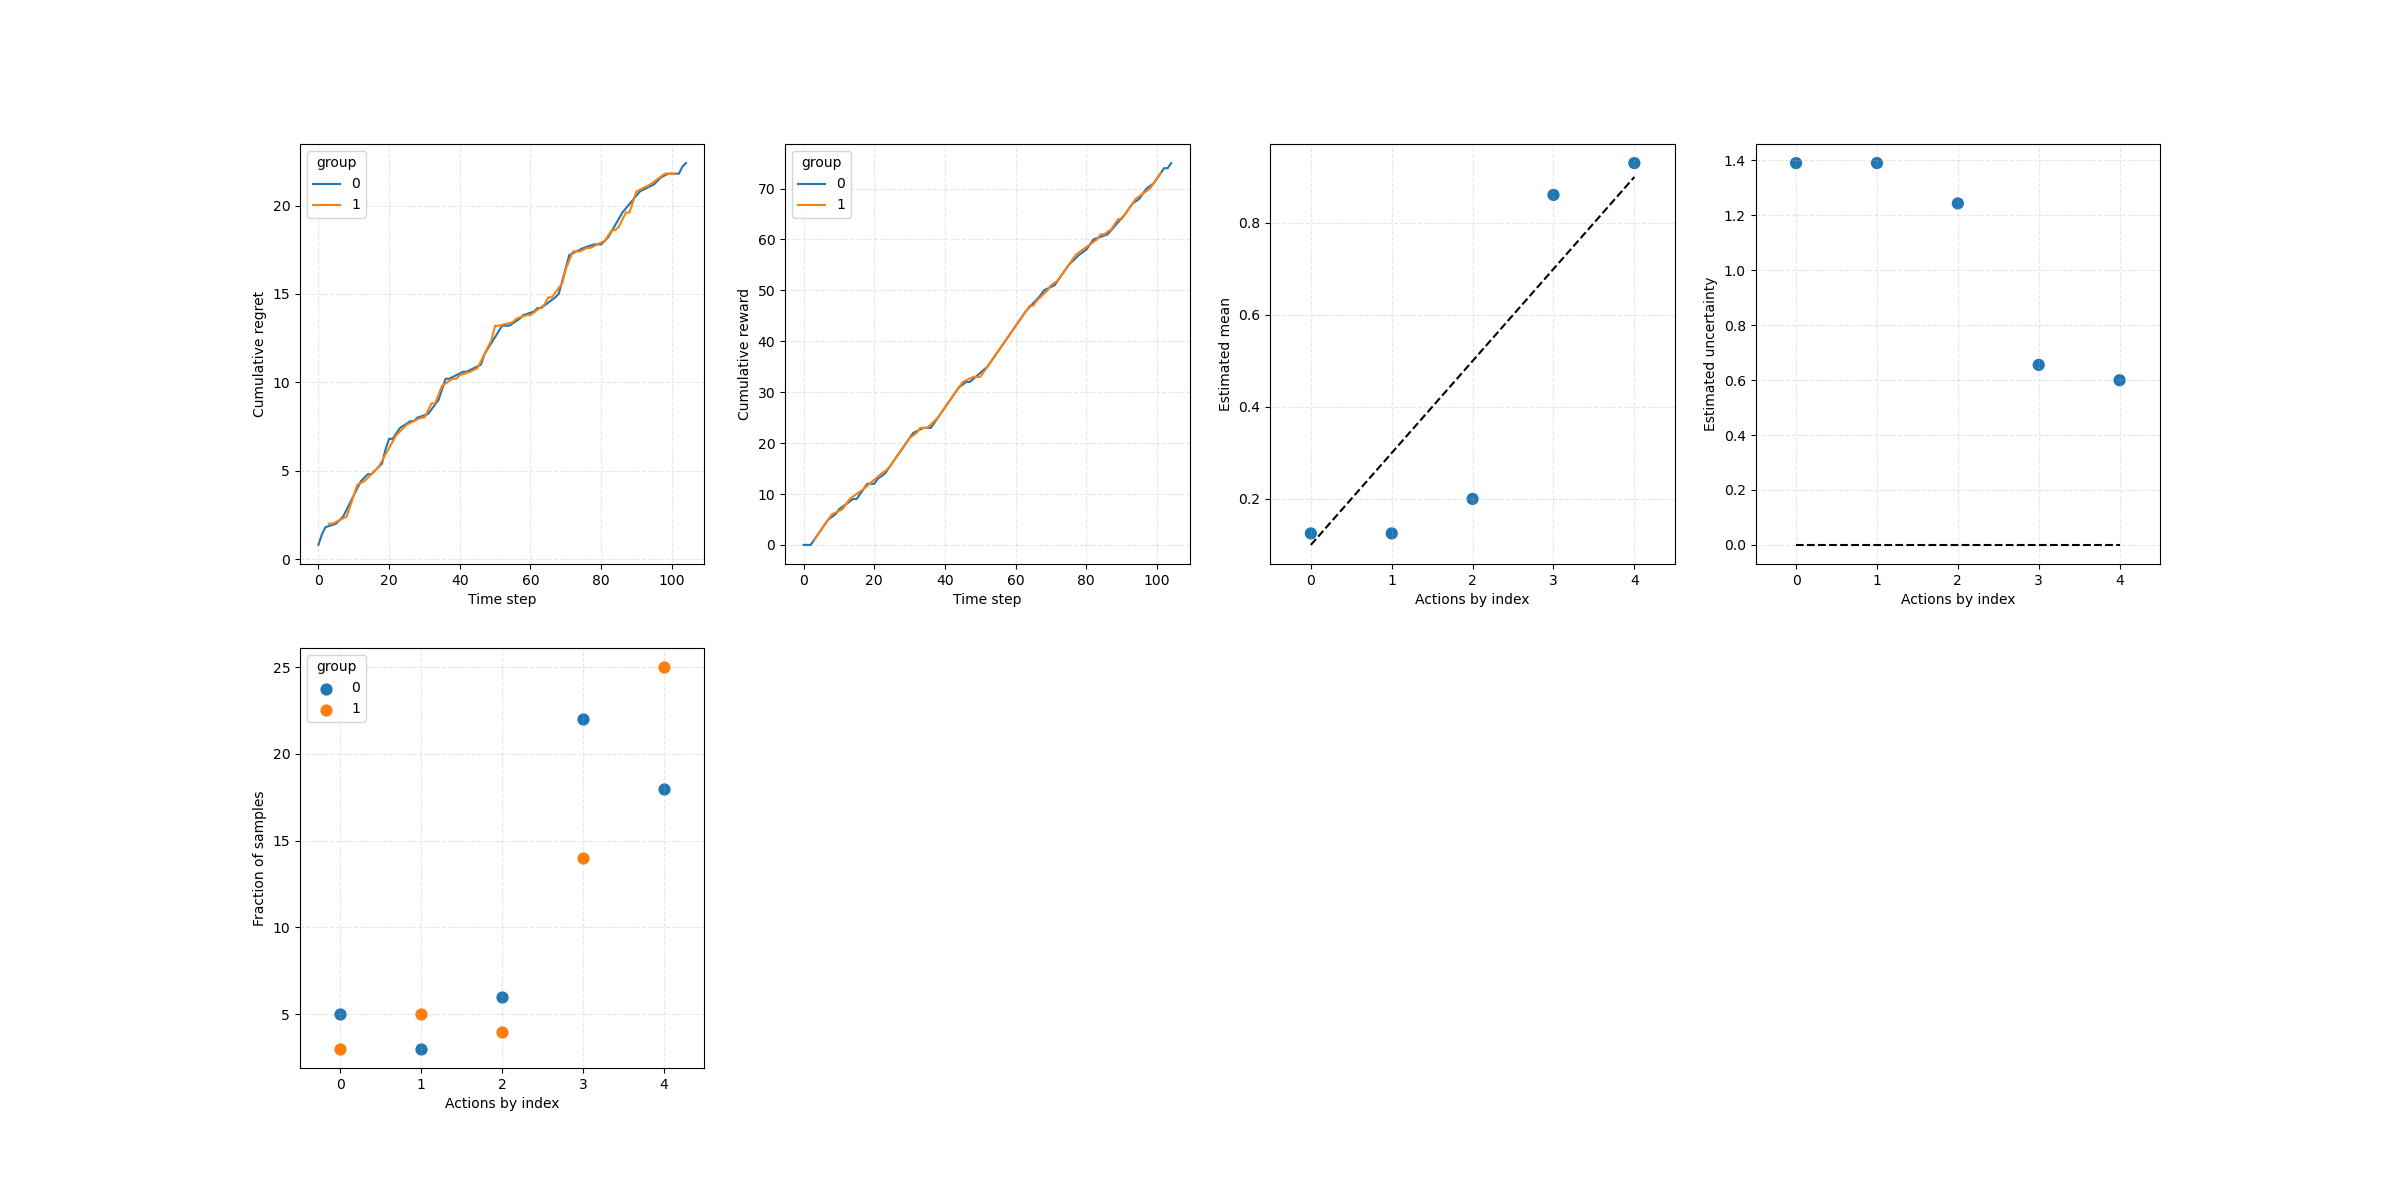 group
0
1
Cumulative regret
0
5
10
15
20
0 20 40 60 80 100
Time step
group
0
1
Cumulative reward
0
10
20
30
40
50
60
70
0 20 40 60 80 100
Time step
Estimated mean
0.2
0.4
0.6
0.8
0 1 2 3 4
Actions by index
Estimated uncertainty
0.0
0.2
0.4
0.6
0.8
1.0
1.2
1.4
0 1 2 3 4
Actions by index
group
0
1
Fraction of samples
5
10
15
20
25
0 1 2 3 4
Actions by index